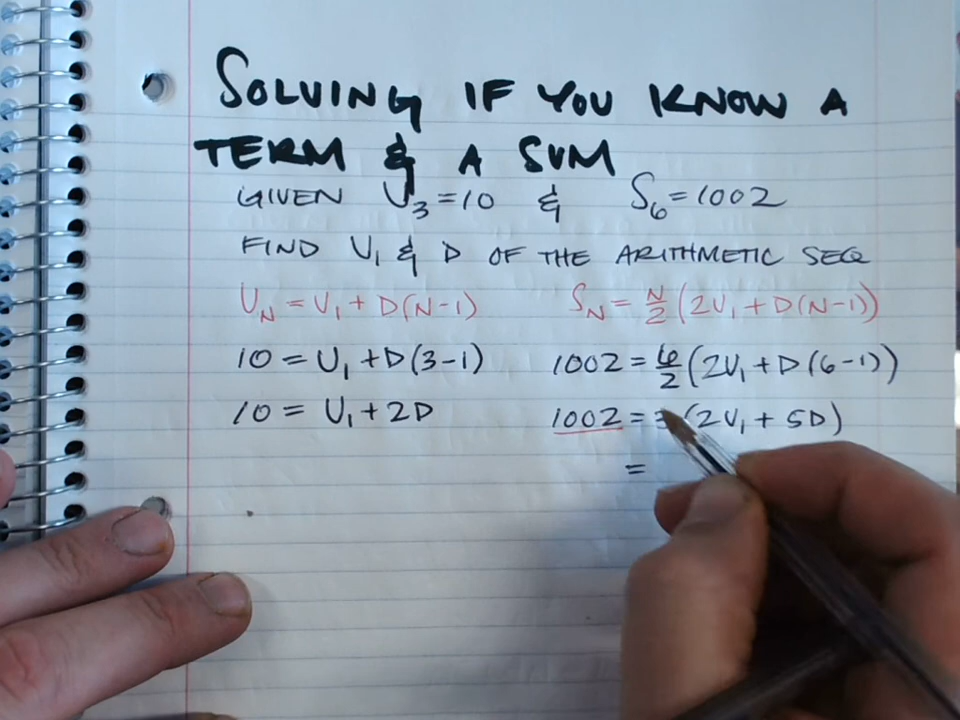 SOLVING IF YOU KNOW A
TERM & A SUM
GIVEN U₃ = 10 & S₆ = 1002
FIND U₁ & D OF THE ARITHMETIC SEQ
U_N = U₁ + D(N-1)
S_N = N/2 (2U₁ + D(N-1))
10 = U₁ + D(3-1)
1002 = 6/2 (2U₁ + D(6-1))
10 = U₁ + 2D
1002 = 3 (2U₁ + 5D)
=